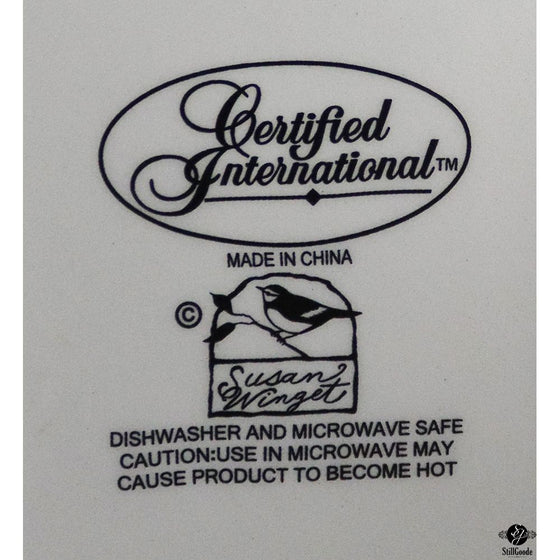 Certified
International™
MADE IN CHINA
©
Susan
Winget
DISHWASHER AND MICROWAVE SAFE
CAUTION:USE IN MICROWAVE MAY
CAUSE PRODUCT TO BECOME HOT
StillGoode